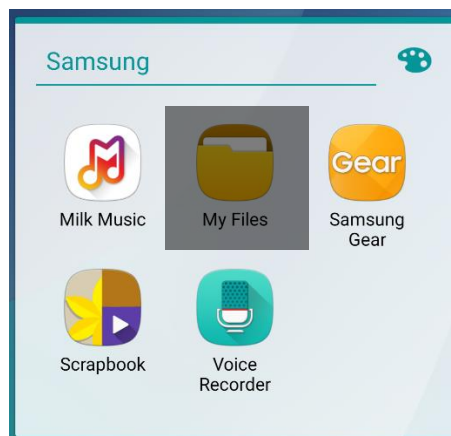 Samsung
Milk Music
My Files
Gear
Samsung
Gear
Scrapbook
Voice
Recorder